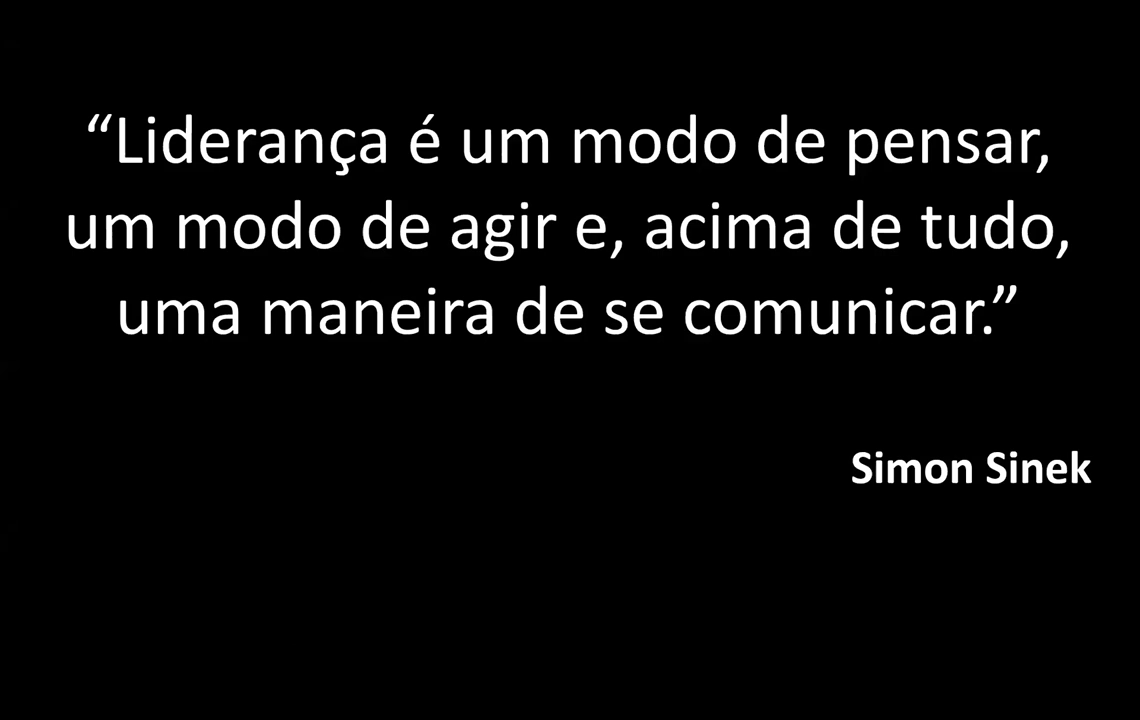 “Liderança é um modo de pensar,
um modo de agir e, acima de tudo,
uma maneira de se comunicar.”
Simon Sinek